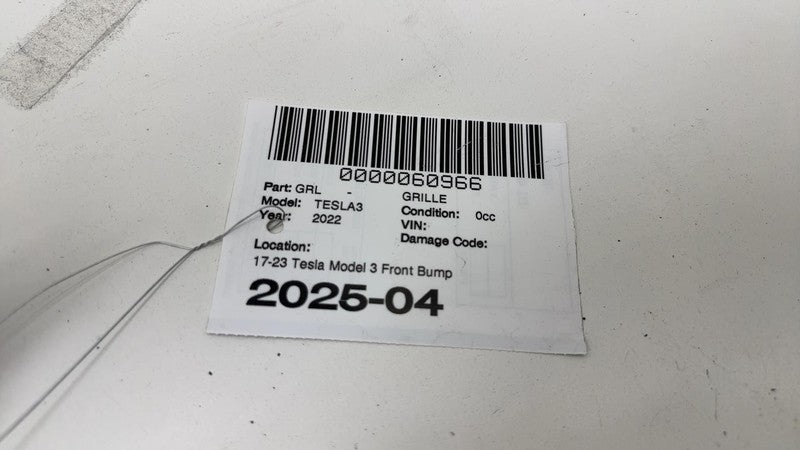 0000060966
Part: GRL - GRILLE
Model: TESLA3 Condition: 0cc
Year: 2022 VIN:
Damage Code:
Location:
17-23 Tesla Model 3 Front Bump
2025-04